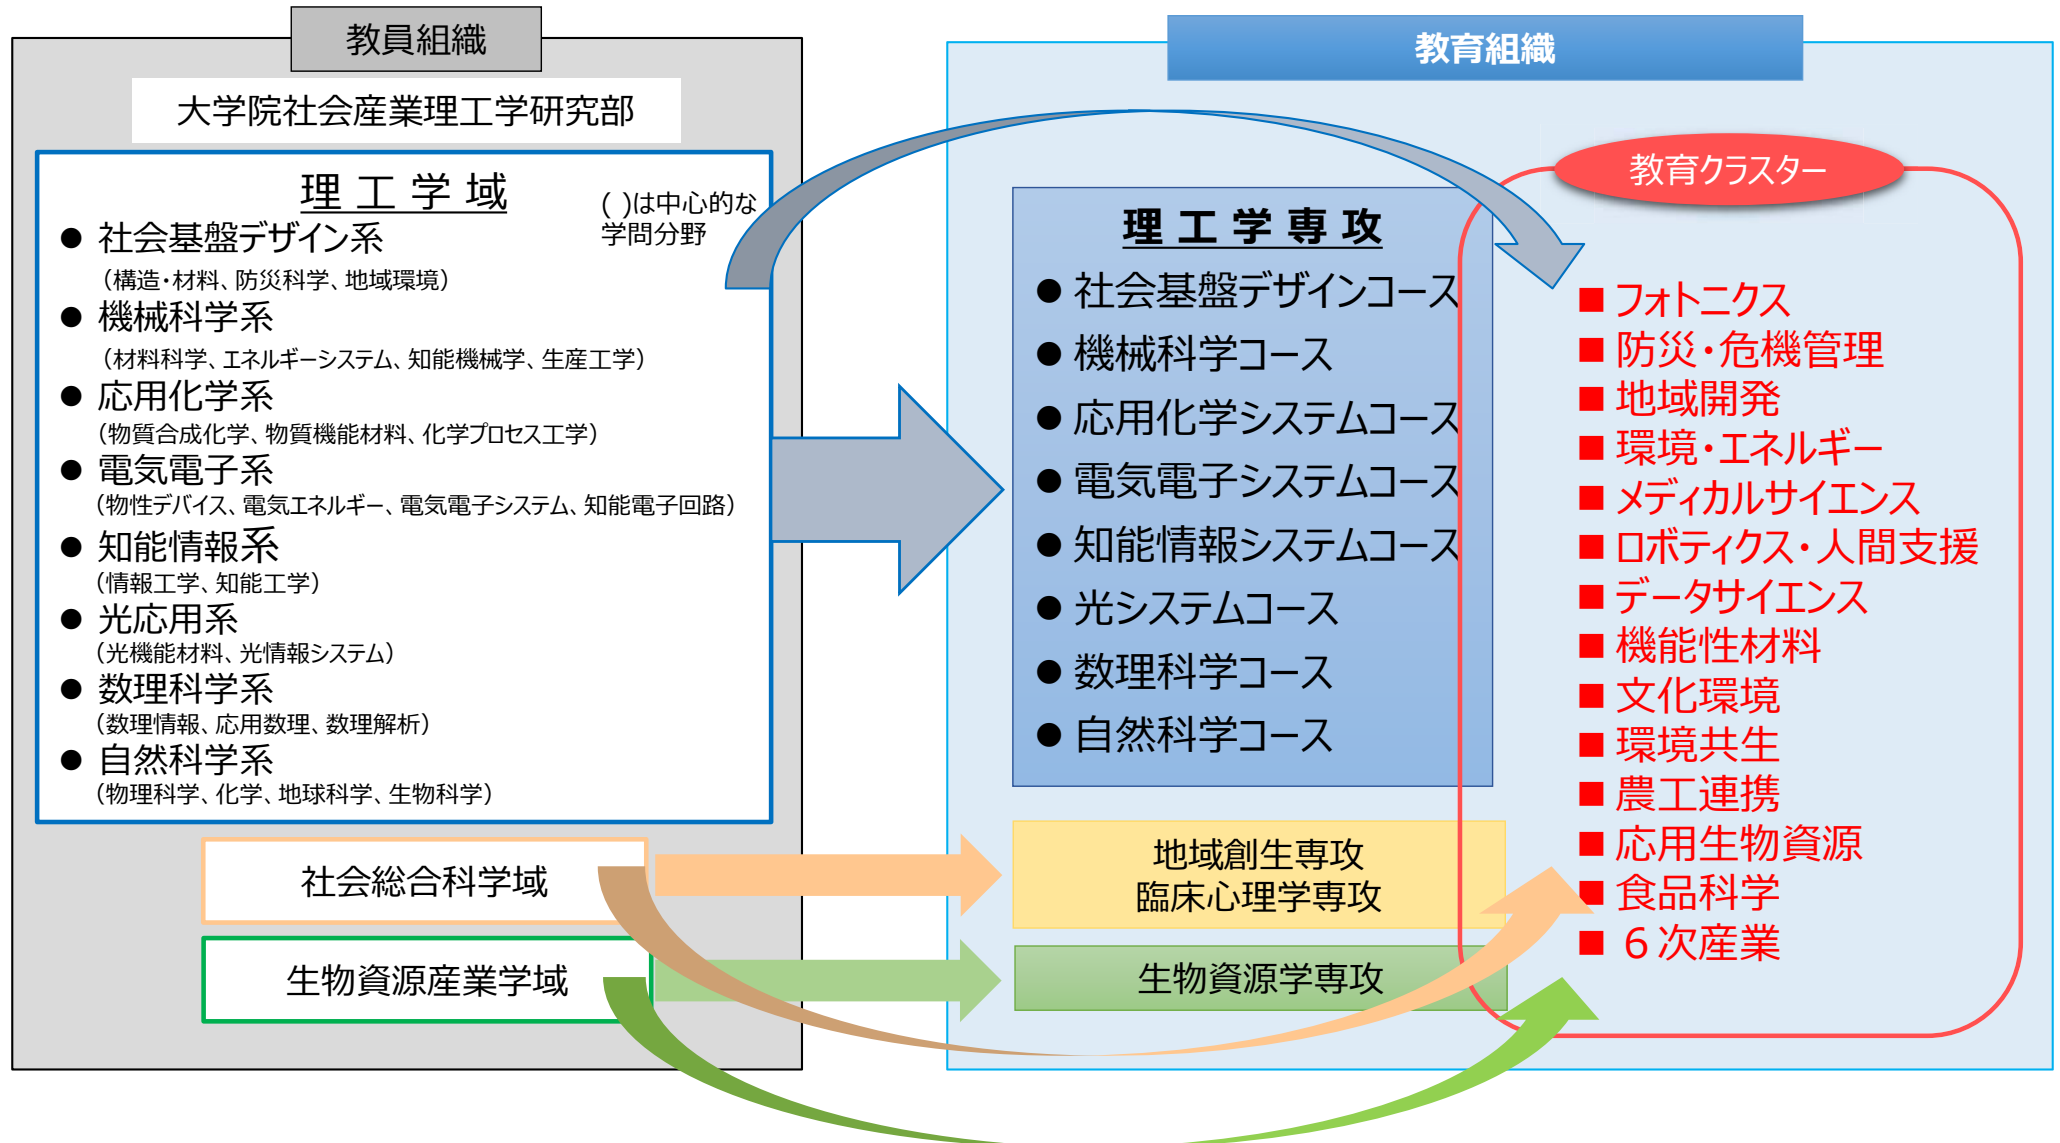 教員組織
大学院社会産業理工学研究部
理 工 学 域
( )は中心的な
学問分野
● 社会基盤デザイン系
（構造・材料、防災科学、地域環境）
● 機械科学系
（材料科学、エネルギーシステム、知能機械学、生産工学）
● 応用化学系
（物質合成化学、物質機能材料、化学プロセス工学）
● 電気電子系
（物性デバイス、電気エネルギー、電気電子システム、知能電子回路）
● 知能情報系
（情報工学、知能工学）
● 光応用系
（光機能材料、光情報システム）
● 数理科学系
（数理情報、応用数理、数理解析）
● 自然科学系
（物理科学、化学、地球科学、生物科学）
社会総合科学域
生物資源産業学域
教育組織
理 工 学 専 攻
● 社会基盤デザインコース
● 機械科学コース
● 応用化学システムコース
● 電気電子システムコース
● 知能情報システムコース
● 光システムコース
● 数理科学コース
● 自然科学コース
地域創生専攻
臨床心理学専攻
生物資源学専攻
教育クラスター
■ フォトニクス
■ 防災・危機管理
■ 地域開発
■ 環境・エネルギー
■ メディカルサイエンス
■ ロボティクス・人間支援
■ データサイエンス
■ 機能性材料
■ 文化環境
■ 環境共生
■ 農工連携
■ 応用生物資源
■ 食品科学
■ ６次産業